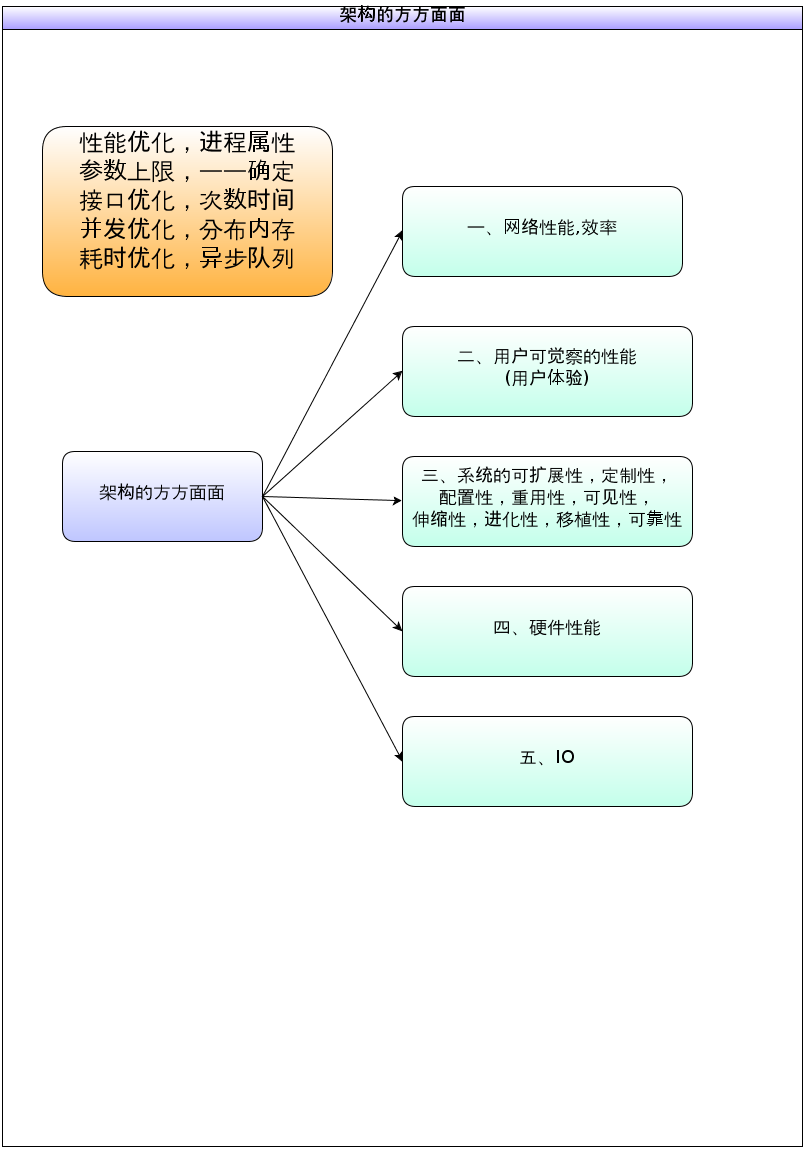 架构的方方面面
性能优化，进程属性
参数上限，一一确定
接口优化，次数时间
并发优化，分布内存
耗时优化，异步队列
架构的方方面面
一、网络性能,效率
二、用户可觉察的性能
(用户体验)
三、系统的可扩展性，定制性，
配置性，重用性，可见性，
伸缩性，进化性，移植性，可靠性
四、硬件性能
五、IO